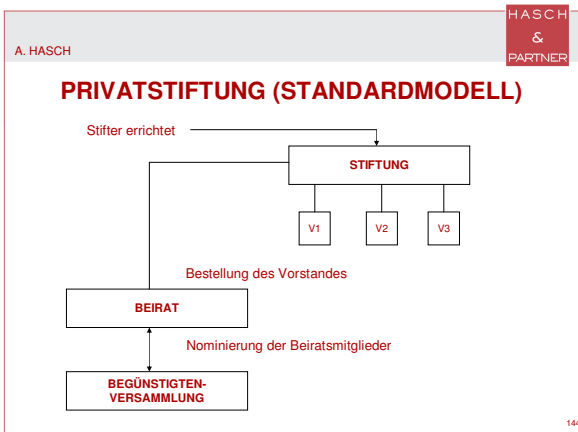 HASCH
&
PARTNER
A. HASCH
PRIVATSTIFTUNG (STANDARDMODELL)
Stifter errichtet
STIFTUNG
V1 V2 V3
Bestellung des Vorstandes
BEIRAT
Nominierung der Beiratsmitglieder
BEGÜNSTIGTEN-
VERSAMMLUNG
144